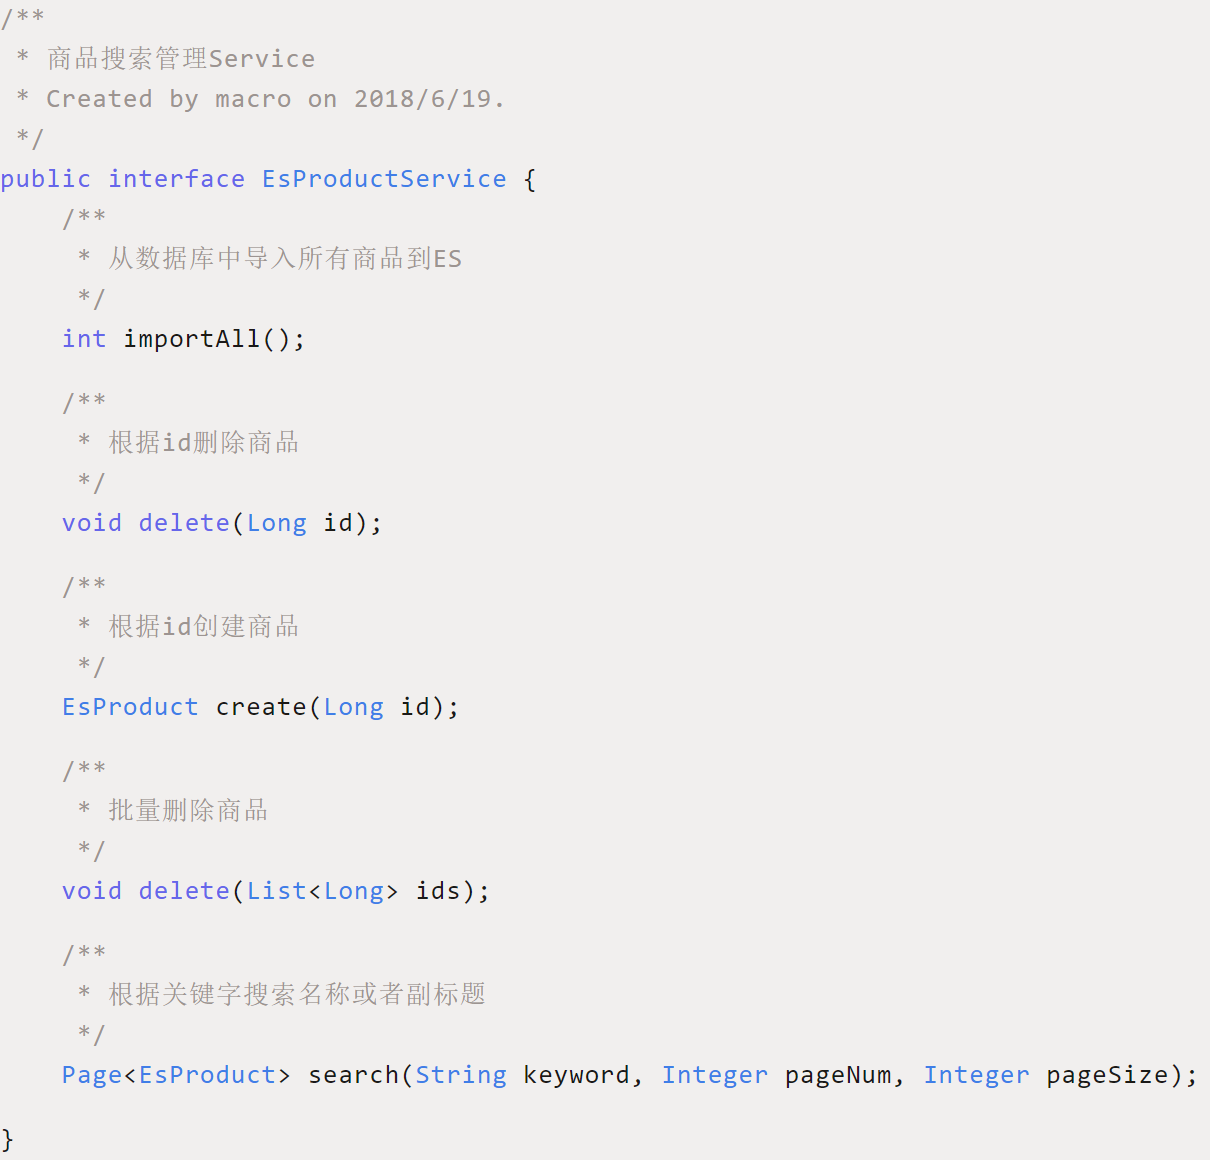 /**
 * 商品搜索管理Service
 * Created by macro on 2018/6/19.
 */
public interface EsProductService {
    /**
     * 从数据库中导入所有商品到ES
     */
    int importAll();

    /**
     * 根据id删除商品
     */
    void delete(Long id);

    /**
     * 根据id创建商品
     */
    EsProduct create(Long id);

    /**
     * 批量删除商品
     */
    void delete(List<Long> ids);

    /**
     * 根据关键字搜索名称或者副标题
     */
    Page<EsProduct> search(String keyword, Integer pageNum, Integer pageSize);

}